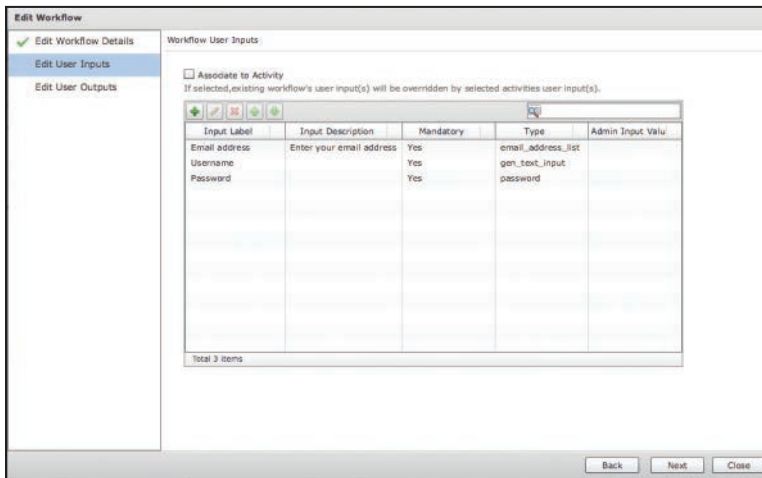 Edit Workflow
Edit Workflow Details
Edit User Inputs
Edit User Outputs
Workflow User Inputs
Associate to Activity
If selected,existing workflow's user input(s) will be overridden by selected activities user input(s).
Input Label Input Description Mandatory Type Admin Input Valu
Email address Enter your email address Yes email_address_list
Username Yes gen_text_input
Password Yes password
Total 3 items
Back Next Close